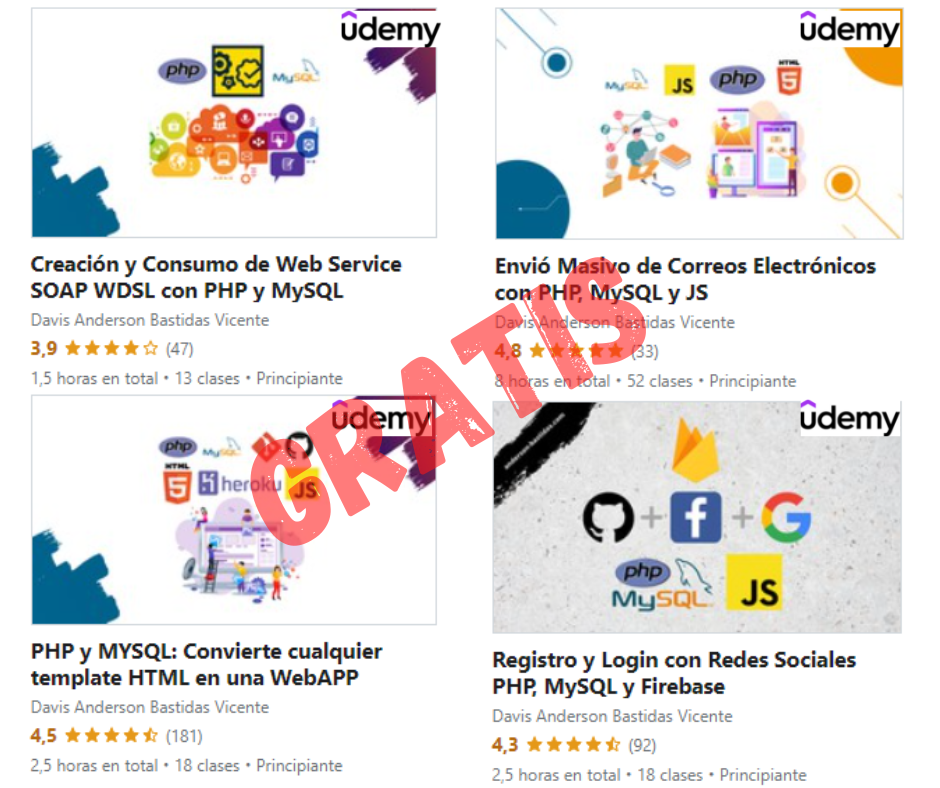 udemy
php
MySQL
Creación y Consumo de Web Service
SOAP WDSL con PHP y MySQL
Davis Anderson Bastidas Vicente
3,9 (47)
1,5 horas en total • 13 clases • Principiante
udemy
MySQL
JS
php
HTML
5
Envió Masivo de Correos Electrónicos
con PHP, MySQL y JS
Davis Anderson Bastidas Vicente
4,8 (33)
8 horas en total • 52 clases • Principiante
GRATIS
udemy
php
MySQL
HTML
5
heroku
JS
PHP y MYSQL: Convierte cualquier
template HTML en una WebAPP
Davis Anderson Bastidas Vicente
4,5 (181)
2,5 horas en total • 18 clases • Principiante
udemy
anderson-bastidas.com
f
G
php
MySQL
JS
Registro y Login con Redes Sociales
PHP, MySQL y Firebase
Davis Anderson Bastidas Vicente
4,3 (92)
2,5 horas en total • 18 clases • Principiante